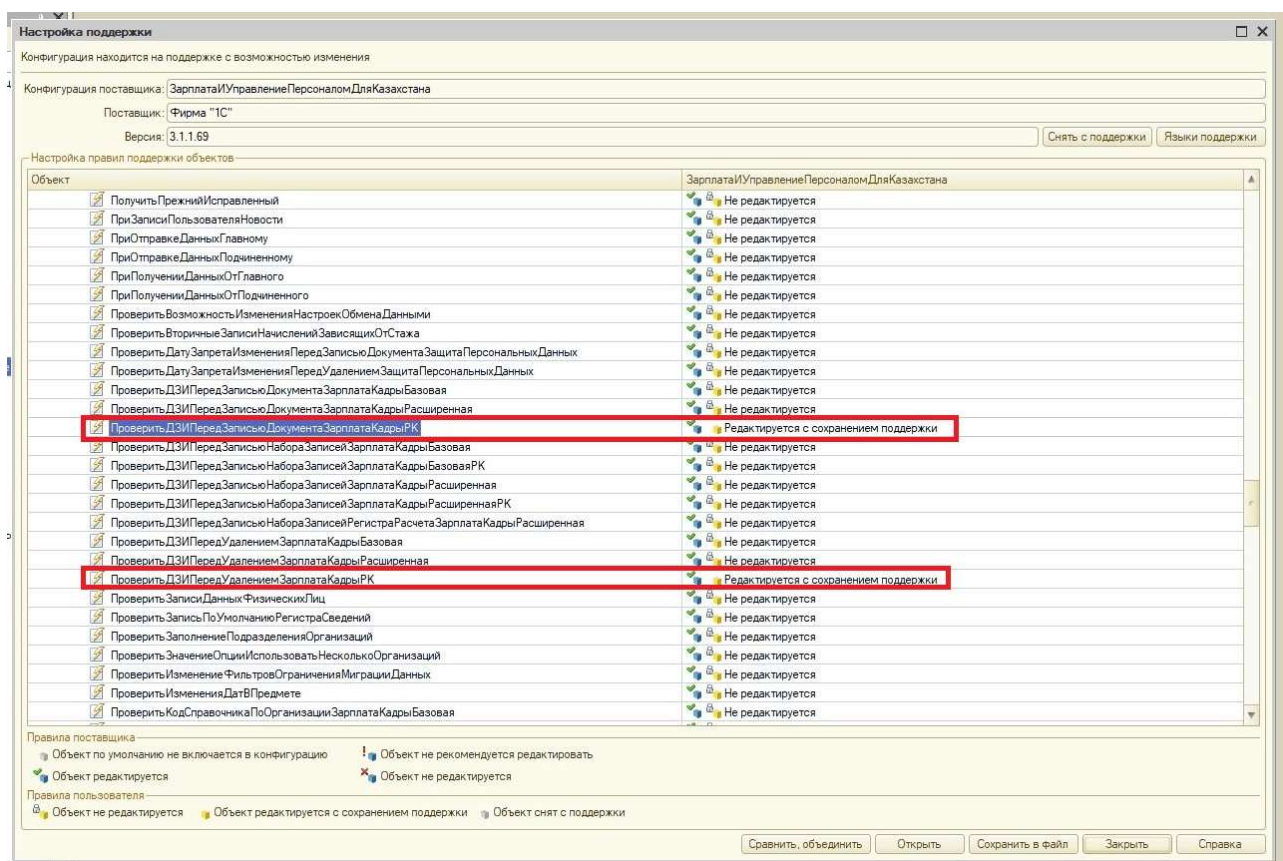 Настройка поддержки
Конфигурация находится на поддержке с возможностью изменения
Конфигурация поставщика: ЗарплатаИУправлениеПерсоналомДляКазахстана
Поставщик: Фирма "1С"
Версия: 3.1.1.69 Снять с поддержки Языки поддержки
Настройка правил поддержки объектов
Объект ЗарплатаИУправлениеПерсоналомДляКазахстана
ПолучитьПрежнийИсправленный Не редактируется
ПриЗаписиПользователяНовости Не редактируется
ПриОтправкеДанныхГлавному Не редактируется
ПриОтправкеДанныхПодчиненному Не редактируется
ПриПолученииДанныхОтГлавного Не редактируется
ПриПолученииДанныхОтПодчиненного Не редактируется
ПроверитьВозможностьИзмененияНастроекОбменаДанными Не редактируется
ПроверитьВторичныеЗаписиНачисленийЗависящихОтСтажа Не редактируется
ПроверитьДатуЗапретаИзмененияПередЗаписьюДокументаЗащитаПерсональныхДанных Не редактируется
ПроверитьДатуЗапретаИзмененияПередУдалениемЗащитаПерсональныхДанных Не редактируется
ПроверитьДЗИПередЗаписьюДокументаЗарплатаКадрыБазовая Не редактируется
ПроверитьДЗИПередЗаписьюДокументаЗарплатаКадрыРасширенная Не редактируется
ПроверитьДЗИПередЗаписьюДокументаЗарплатаКадрыРК Редактируется с сохранением поддержки
ПроверитьДЗИПередЗаписьюНабораЗаписейЗарплатаКадрыБазовая Не редактируется
ПроверитьДЗИПередЗаписьюНабораЗаписейЗарплатаКадрыБазоваяРК Не редактируется
ПроверитьДЗИПередЗаписьюНабораЗаписейЗарплатаКадрыРасширенная Не редактируется
ПроверитьДЗИПередЗаписьюНабораЗаписейЗарплатаКадрыРасширеннаяРК Не редактируется
ПроверитьДЗИПередЗаписьюНабораЗаписейРегистраРасчетаЗарплатаКадрыРасширенная Не редактируется
ПроверитьДЗИПередУдалениемЗарплатаКадрыБазовая Не редактируется
ПроверитьДЗИПередУдалениемЗарплатаКадрыРасширенная Не редактируется
ПроверитьДЗИПередУдалениемЗарплатаКадрыРК Редактируется с сохранением поддержки
ПроверитьЗаписиДанныхФизическихЛиц Не редактируется
ПроверитьЗаписьПоУмолчаниюРегистраСведений Не редактируется
ПроверитьЗаполнениеПодразделенияОрганизаций Не редактируется
ПроверитьЗначениеОпцииИспользоватьНесколькоОрганизаций Не редактируется
ПроверитьИзменениеФильтровОграниченияМиграцииДанных Не редактируется
ПроверитьИзмененияДатВПредмете Не редактируется
ПроверитьКодСправочникаПоОрганизацииЗарплатаКадрыБазовая Не редактируется
Правила поставщика
Объект по умолчанию не включается в конфигурацию Объект не рекомендуется редактировать
Объект редактируется Объект не редактируется
Правила пользователя
Объект не редактируется Объект редактируется с сохранением поддержки Объект снят с поддержки
Сравнить, объединить Открыть Сохранить в файл Закрыть Справка